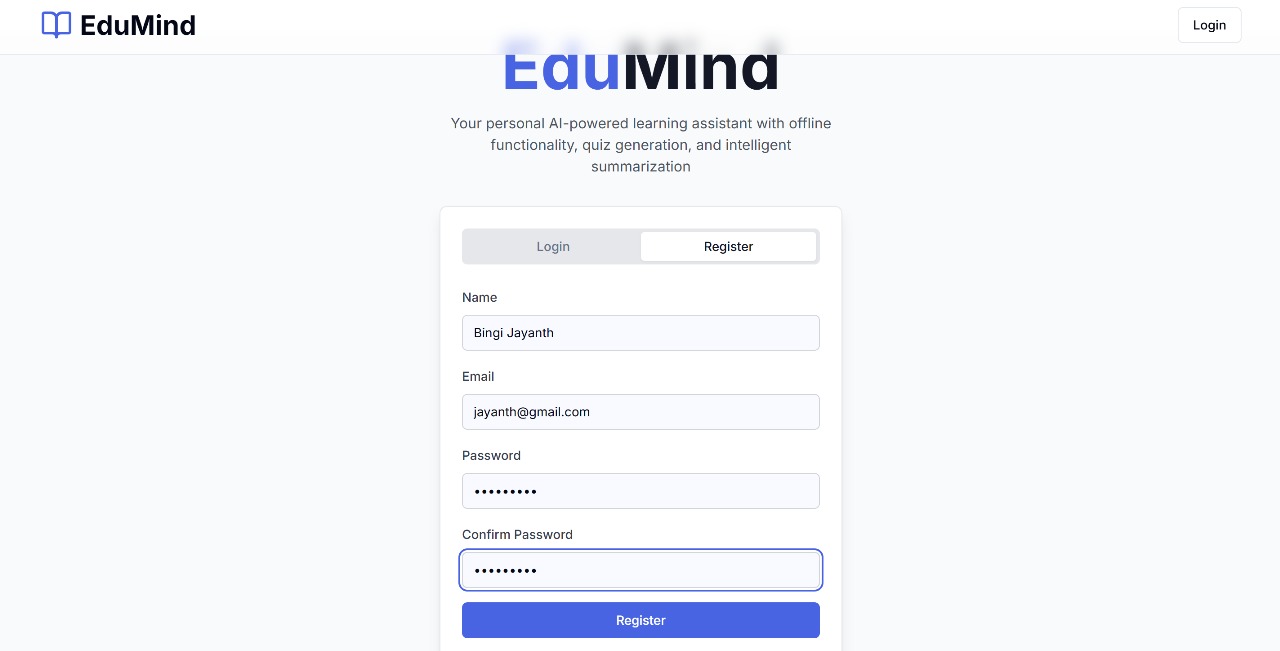 EduMind
Login
EduMind
Your personal AI-powered learning assistant with offline
functionality, quiz generation, and intelligent
summarization
Login
Register
Name
Bingi Jayanth
Email
jayanth@gmail.com
Password
•••••••••
Confirm Password
•••••••••
Register